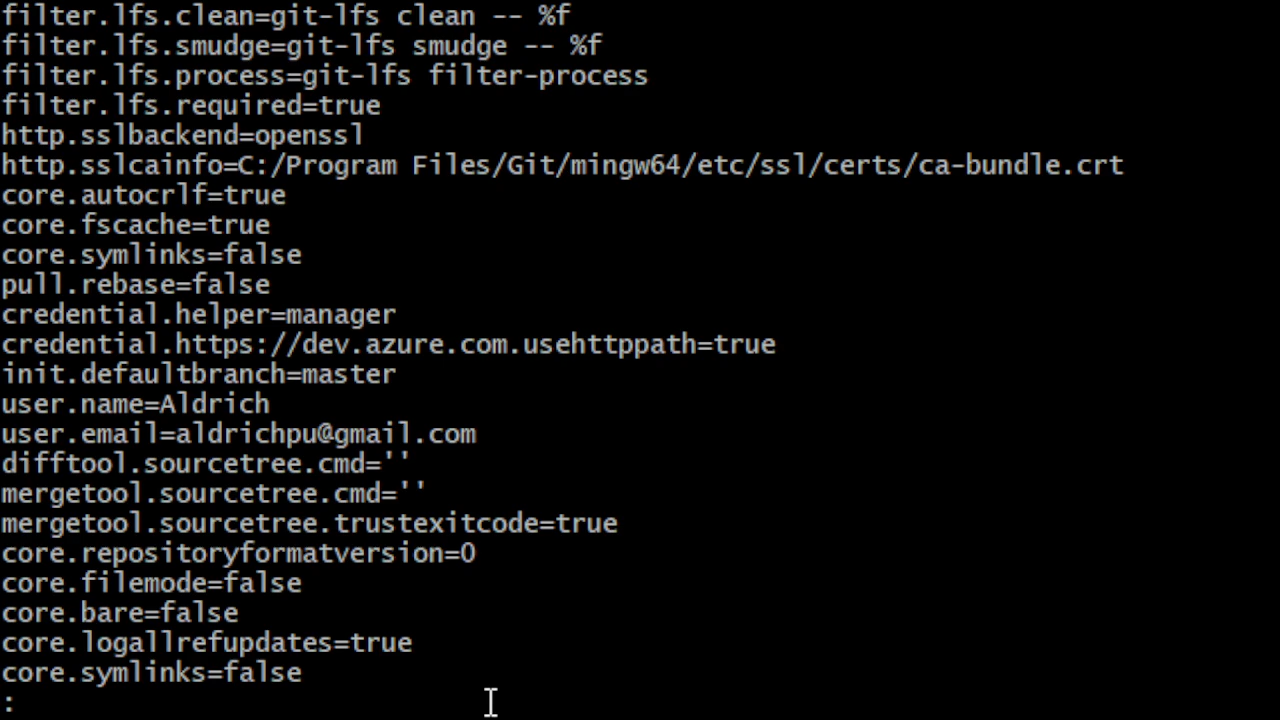 filter.lfs.clean=git-lfs clean -- %f
filter.lfs.smudge=git-lfs smudge -- %f
filter.lfs.process=git-lfs filter-process
filter.lfs.required=true
http.sslbackend=openssl
http.sslcainfo=C:/Program Files/Git/mingw64/etc/ssl/certs/ca-bundle.crt
core.autocrlf=true
core.fscache=true
core.symlinks=false
pull.rebase=false
credential.helper=manager
credential.https://dev.azure.com.usehttppath=true
init.defaultbranch=master
user.name=Aldrich
user.email=aldrichpu@gmail.com
difftool.sourcetree.cmd=''
mergetool.sourcetree.cmd=''
mergetool.sourcetree.trustexitcode=true
core.repositoryformatversion=0
core.filemode=false
core.bare=false
core.logallrefupdates=true
core.symlinks=false
: